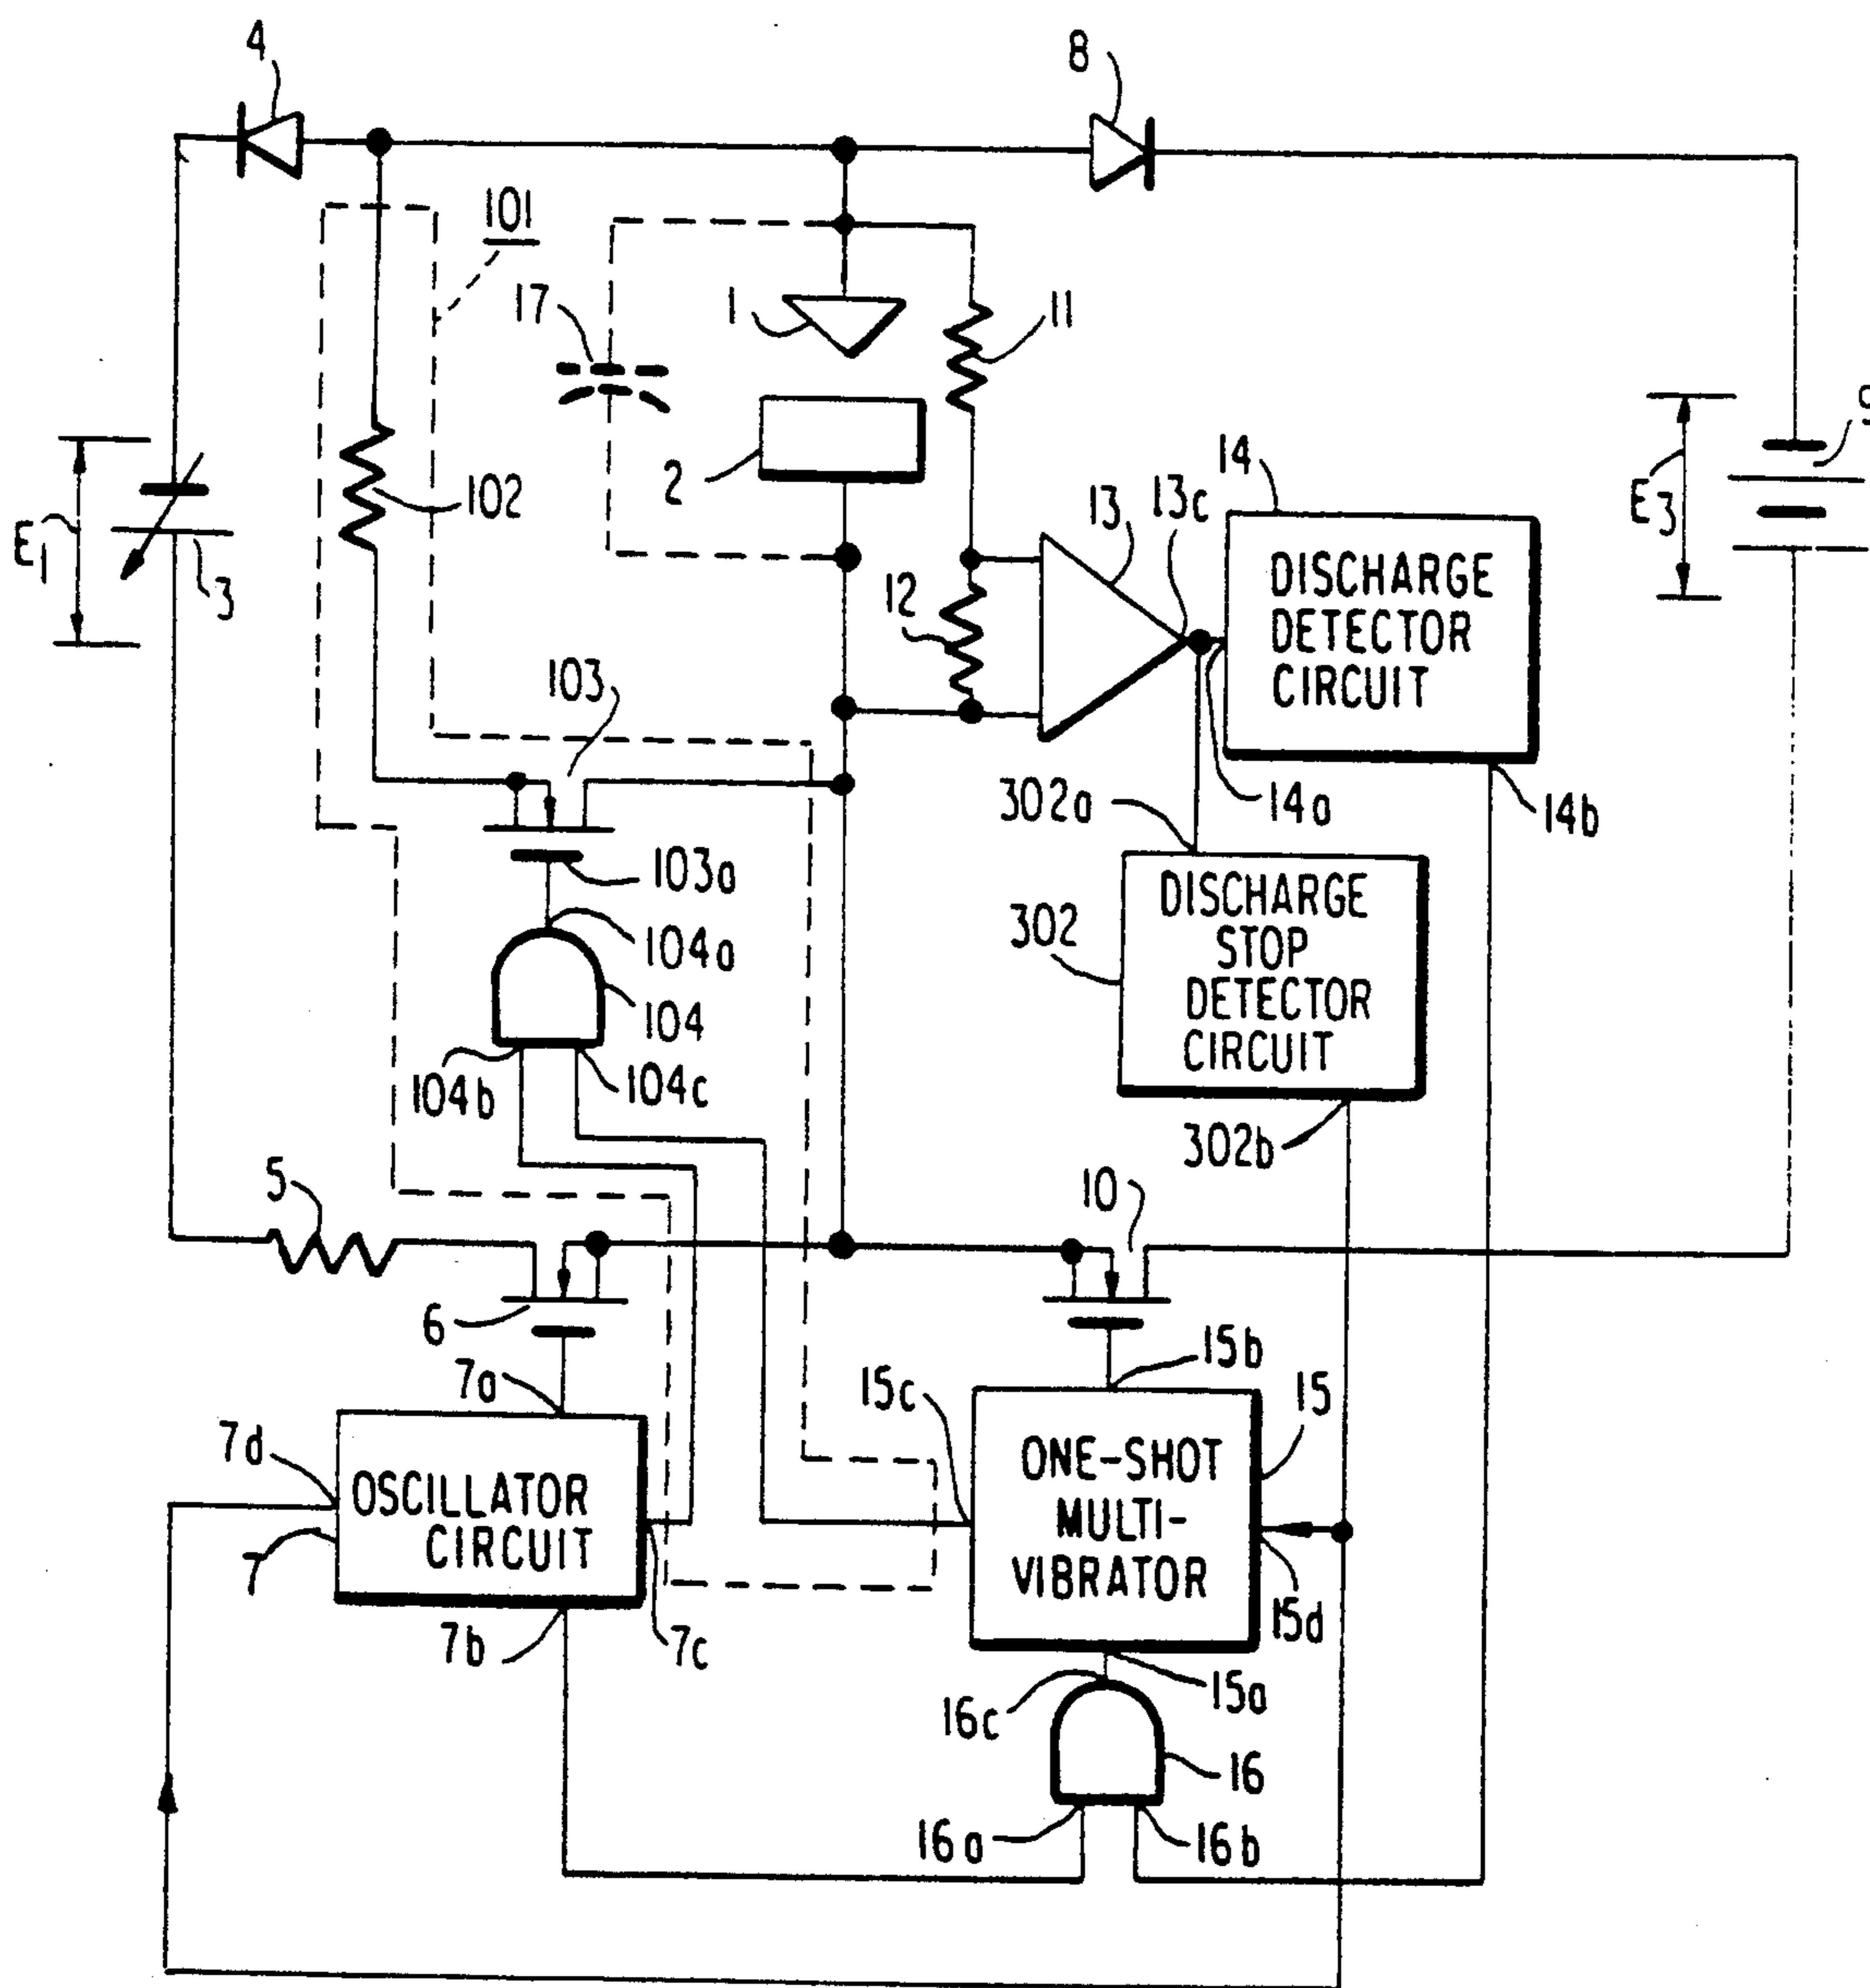 4
8
101
17
1
11
9
E1
3
102
2
14
13
13c
E3
DISCHARGE
DETECTOR
CIRCUIT
12
103
302a
14a
14b
103a
DISCHARGE
STOP
DETECTOR
CIRCUIT
302
104a
104
104b
104c
302b
5
10
6
7a
15b
15c
15
7d
ONE-SHOT
MULTI-
VIBRATOR
OSCILLATOR
CIRCUIT
7
7b
7c
15d
15a
16c
16
16a
16b